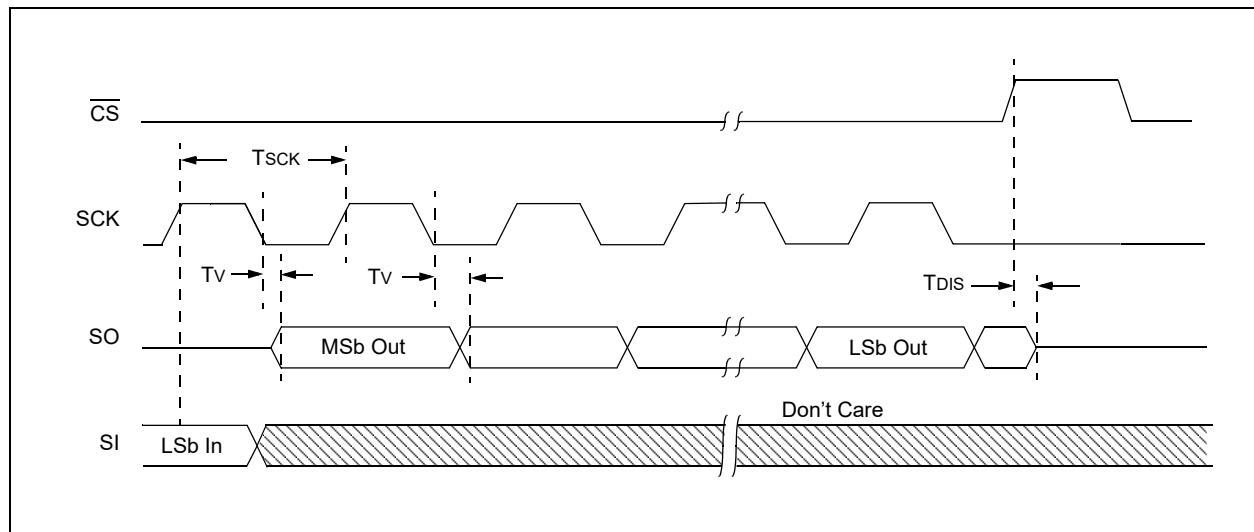 CS
TSCK
SCK
TV
TV
TDIS
SO
MSb Out
LSb Out
Don't Care
SI
LSb In